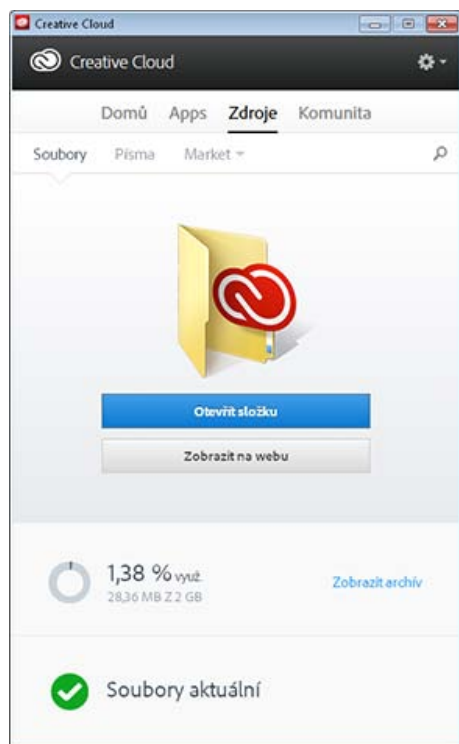 Creative Cloud
Creative Cloud
Domů Apps Zdroje Komunita
Soubory Písma Market
Otevřít složku
Zobrazit na webu
1,38 % využ.
28,36 MB Z 2 GB
Zobrazit archív
Soubory aktuální